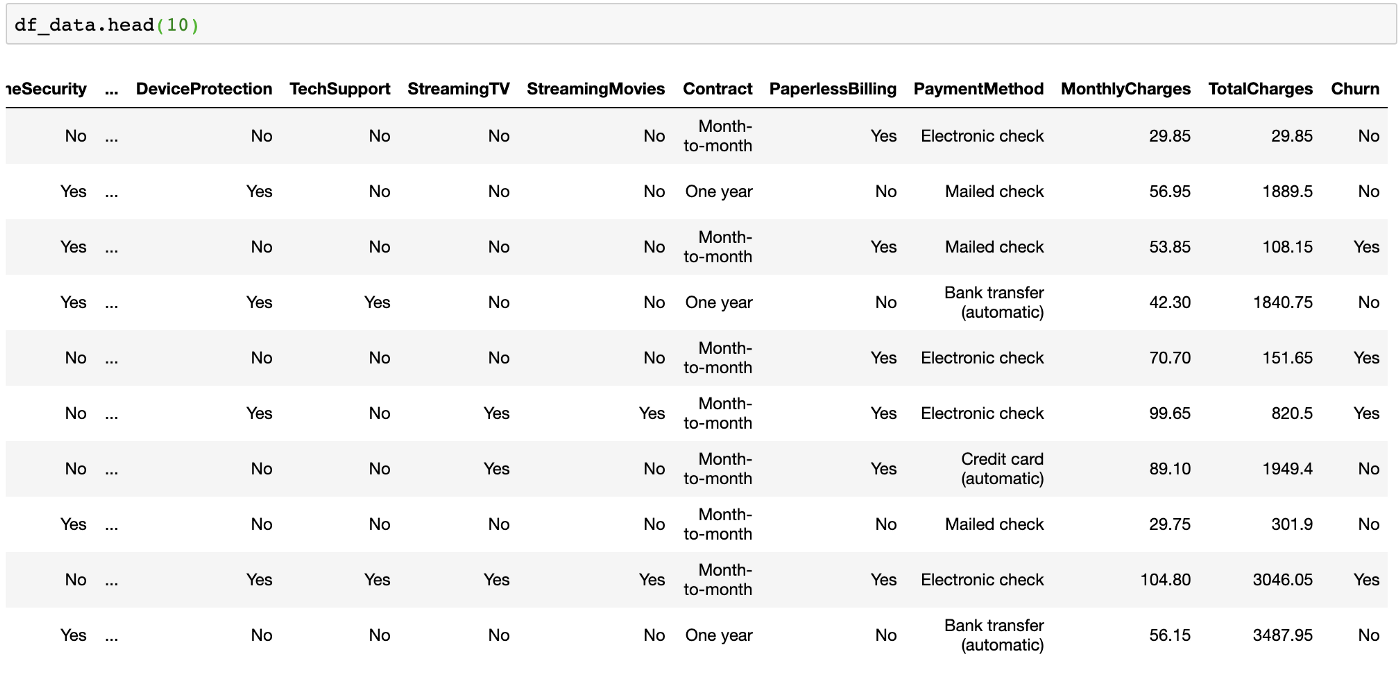 df_data.head(10)
neSecurity ... DeviceProtection TechSupport StreamingTV StreamingMovies Contract PaperlessBilling PaymentMethod MonthlyCharges TotalCharges Churn
No ... No No No No Month-to-month Yes Electronic check 29.85 29.85 No
Yes ... Yes No No No One year No Mailed check 56.95 1889.5 No
Yes ... No No No No Month-to-month Yes Mailed check 53.85 108.15 Yes
Yes ... Yes Yes No No One year No Bank transfer (automatic) 42.30 1840.75 No
No ... No No No No Month-to-month Yes Electronic check 70.70 151.65 Yes
No ... Yes No Yes Yes Month-to-month Yes Electronic check 99.65 820.5 Yes
No ... No No Yes No Month-to-month Yes Credit card (automatic) 89.10 1949.4 No
Yes ... No No No No Month-to-month No Mailed check 29.75 301.9 No
No ... Yes Yes Yes Yes Month-to-month Yes Electronic check 104.80 3046.05 Yes
Yes ... No No No No One year No Bank transfer (automatic) 56.15 3487.95 No